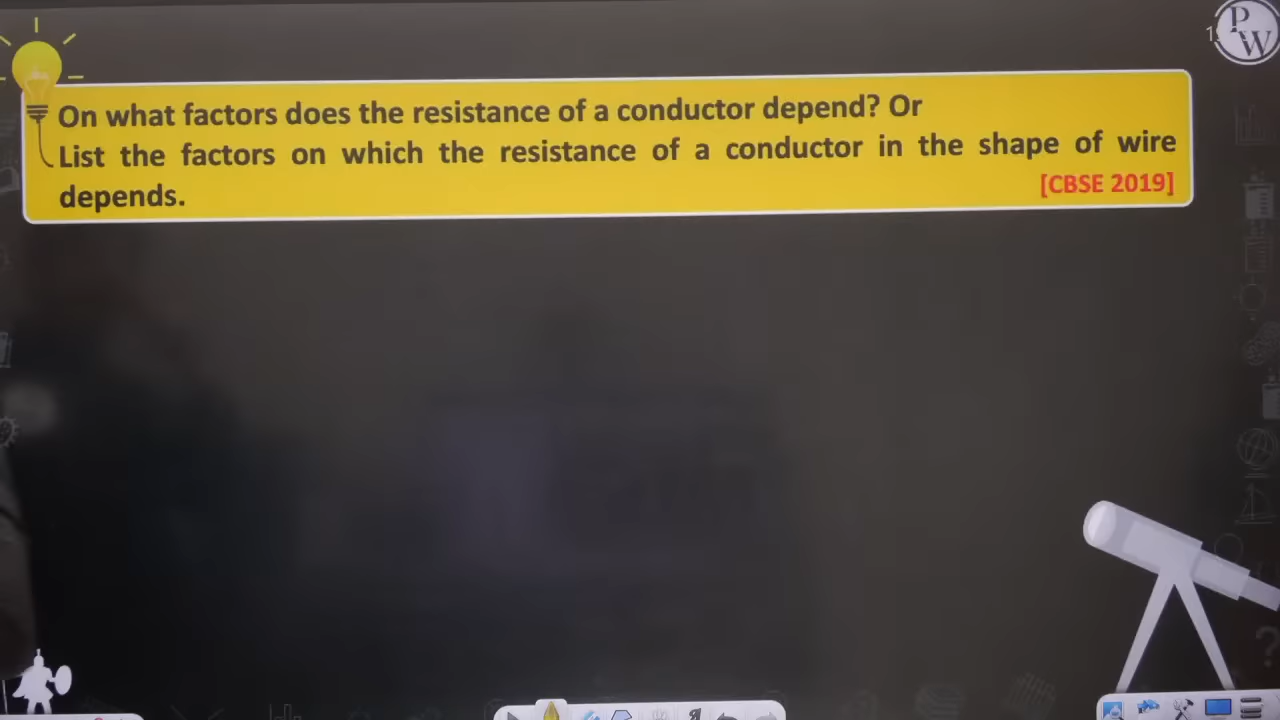 PW
On what factors does the resistance of a conductor depend? Or
List the factors on which the resistance of a conductor in the shape of wire
depends.
[CBSE 2019]